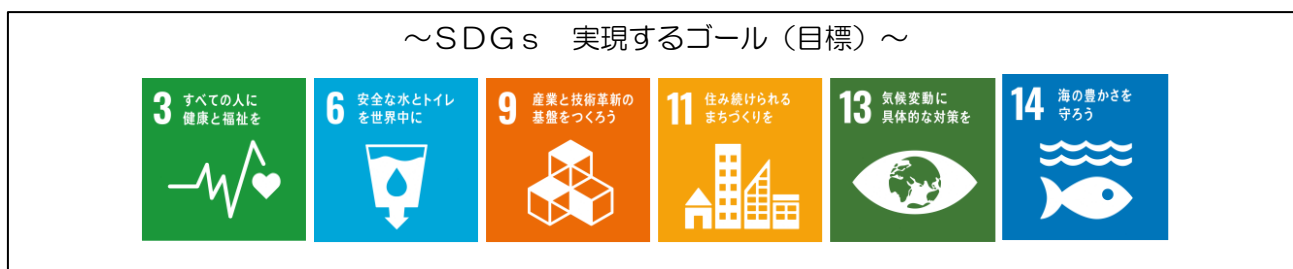 ～ＳＤＧｓ　実現するゴール（目標）～
3 すべての人に
健康と福祉を
6 安全な水とトイレ
を世界中に
9 産業と技術革新の
基盤をつくろう
11 住み続けられる
まちづくりを
13 気候変動に
具体的な対策を
14 海の豊かさを
守ろう